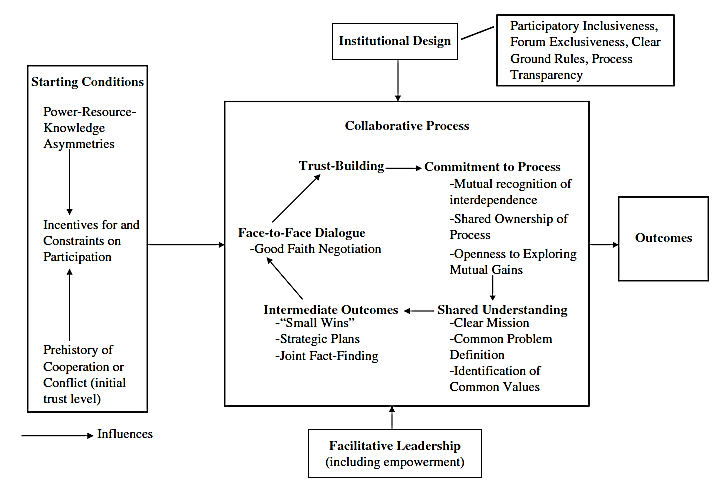 Institutional Design
Participatory Inclusiveness,
Forum Exclusiveness, Clear
Ground Rules, Process
Transparency
Starting Conditions
Power-Resource-
Knowledge
Asymmetries
Incentives for and
Constraints on
Participation
Prehistory of
Cooperation or
Conflict (initial
trust level)
Influences
Collaborative Process
Trust-Building
Commitment to Process
-Mutual recognition of
interdependence
-Shared Ownership of
Process
-Openness to Exploring
Mutual Gains
Face-to-Face Dialogue
-Good Faith Negotiation
Intermediate Outcomes
-“Small Wins”
-Strategic Plans
-Joint Fact-Finding
Shared Understanding
-Clear Mission
-Common Problem
Definition
-Identification of
Common Values
Outcomes
Facilitative Leadership
(including empowerment)